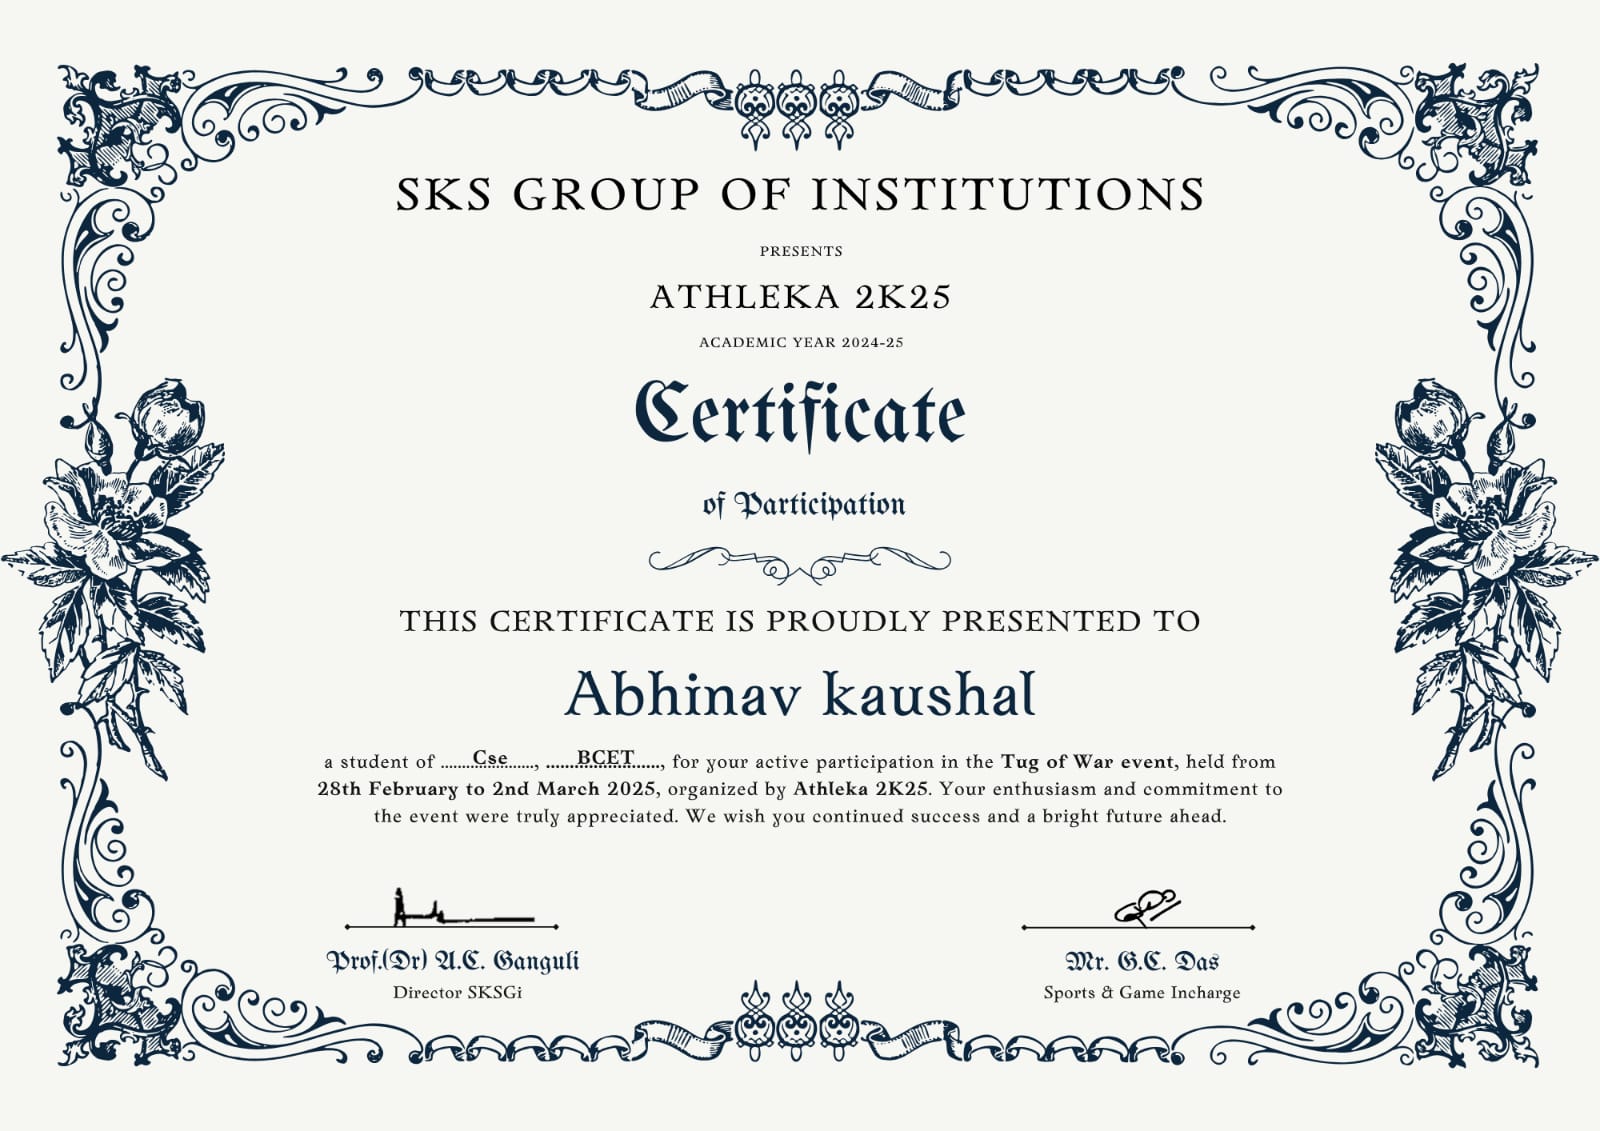 SKS GROUP OF INSTITUTIONS
PRESENTS
ATHLEKA 2K25
ACADEMIC YEAR 2024-25
Certificate
of Participation
THIS CERTIFICATE IS PROUDLY PRESENTED TO
Abhinav kaushal
a student of ........Cse......, ......BCET......, for your active participation in the Tug of War event, held from
28th February to 2nd March 2025, organized by Athleka 2K25. Your enthusiasm and commitment to
the event were truly appreciated. We wish you continued success and a bright future ahead.
Prof.(Dr) A.C. Ganguli
Director SKSGi
Mr. G.C. Das
Sports & Game Incharge